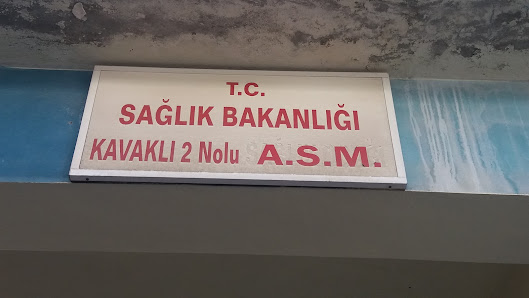 T.C.
SAĞLIK BAKANLIĞI
KAVAKLI 2 Nolu A.S.M.